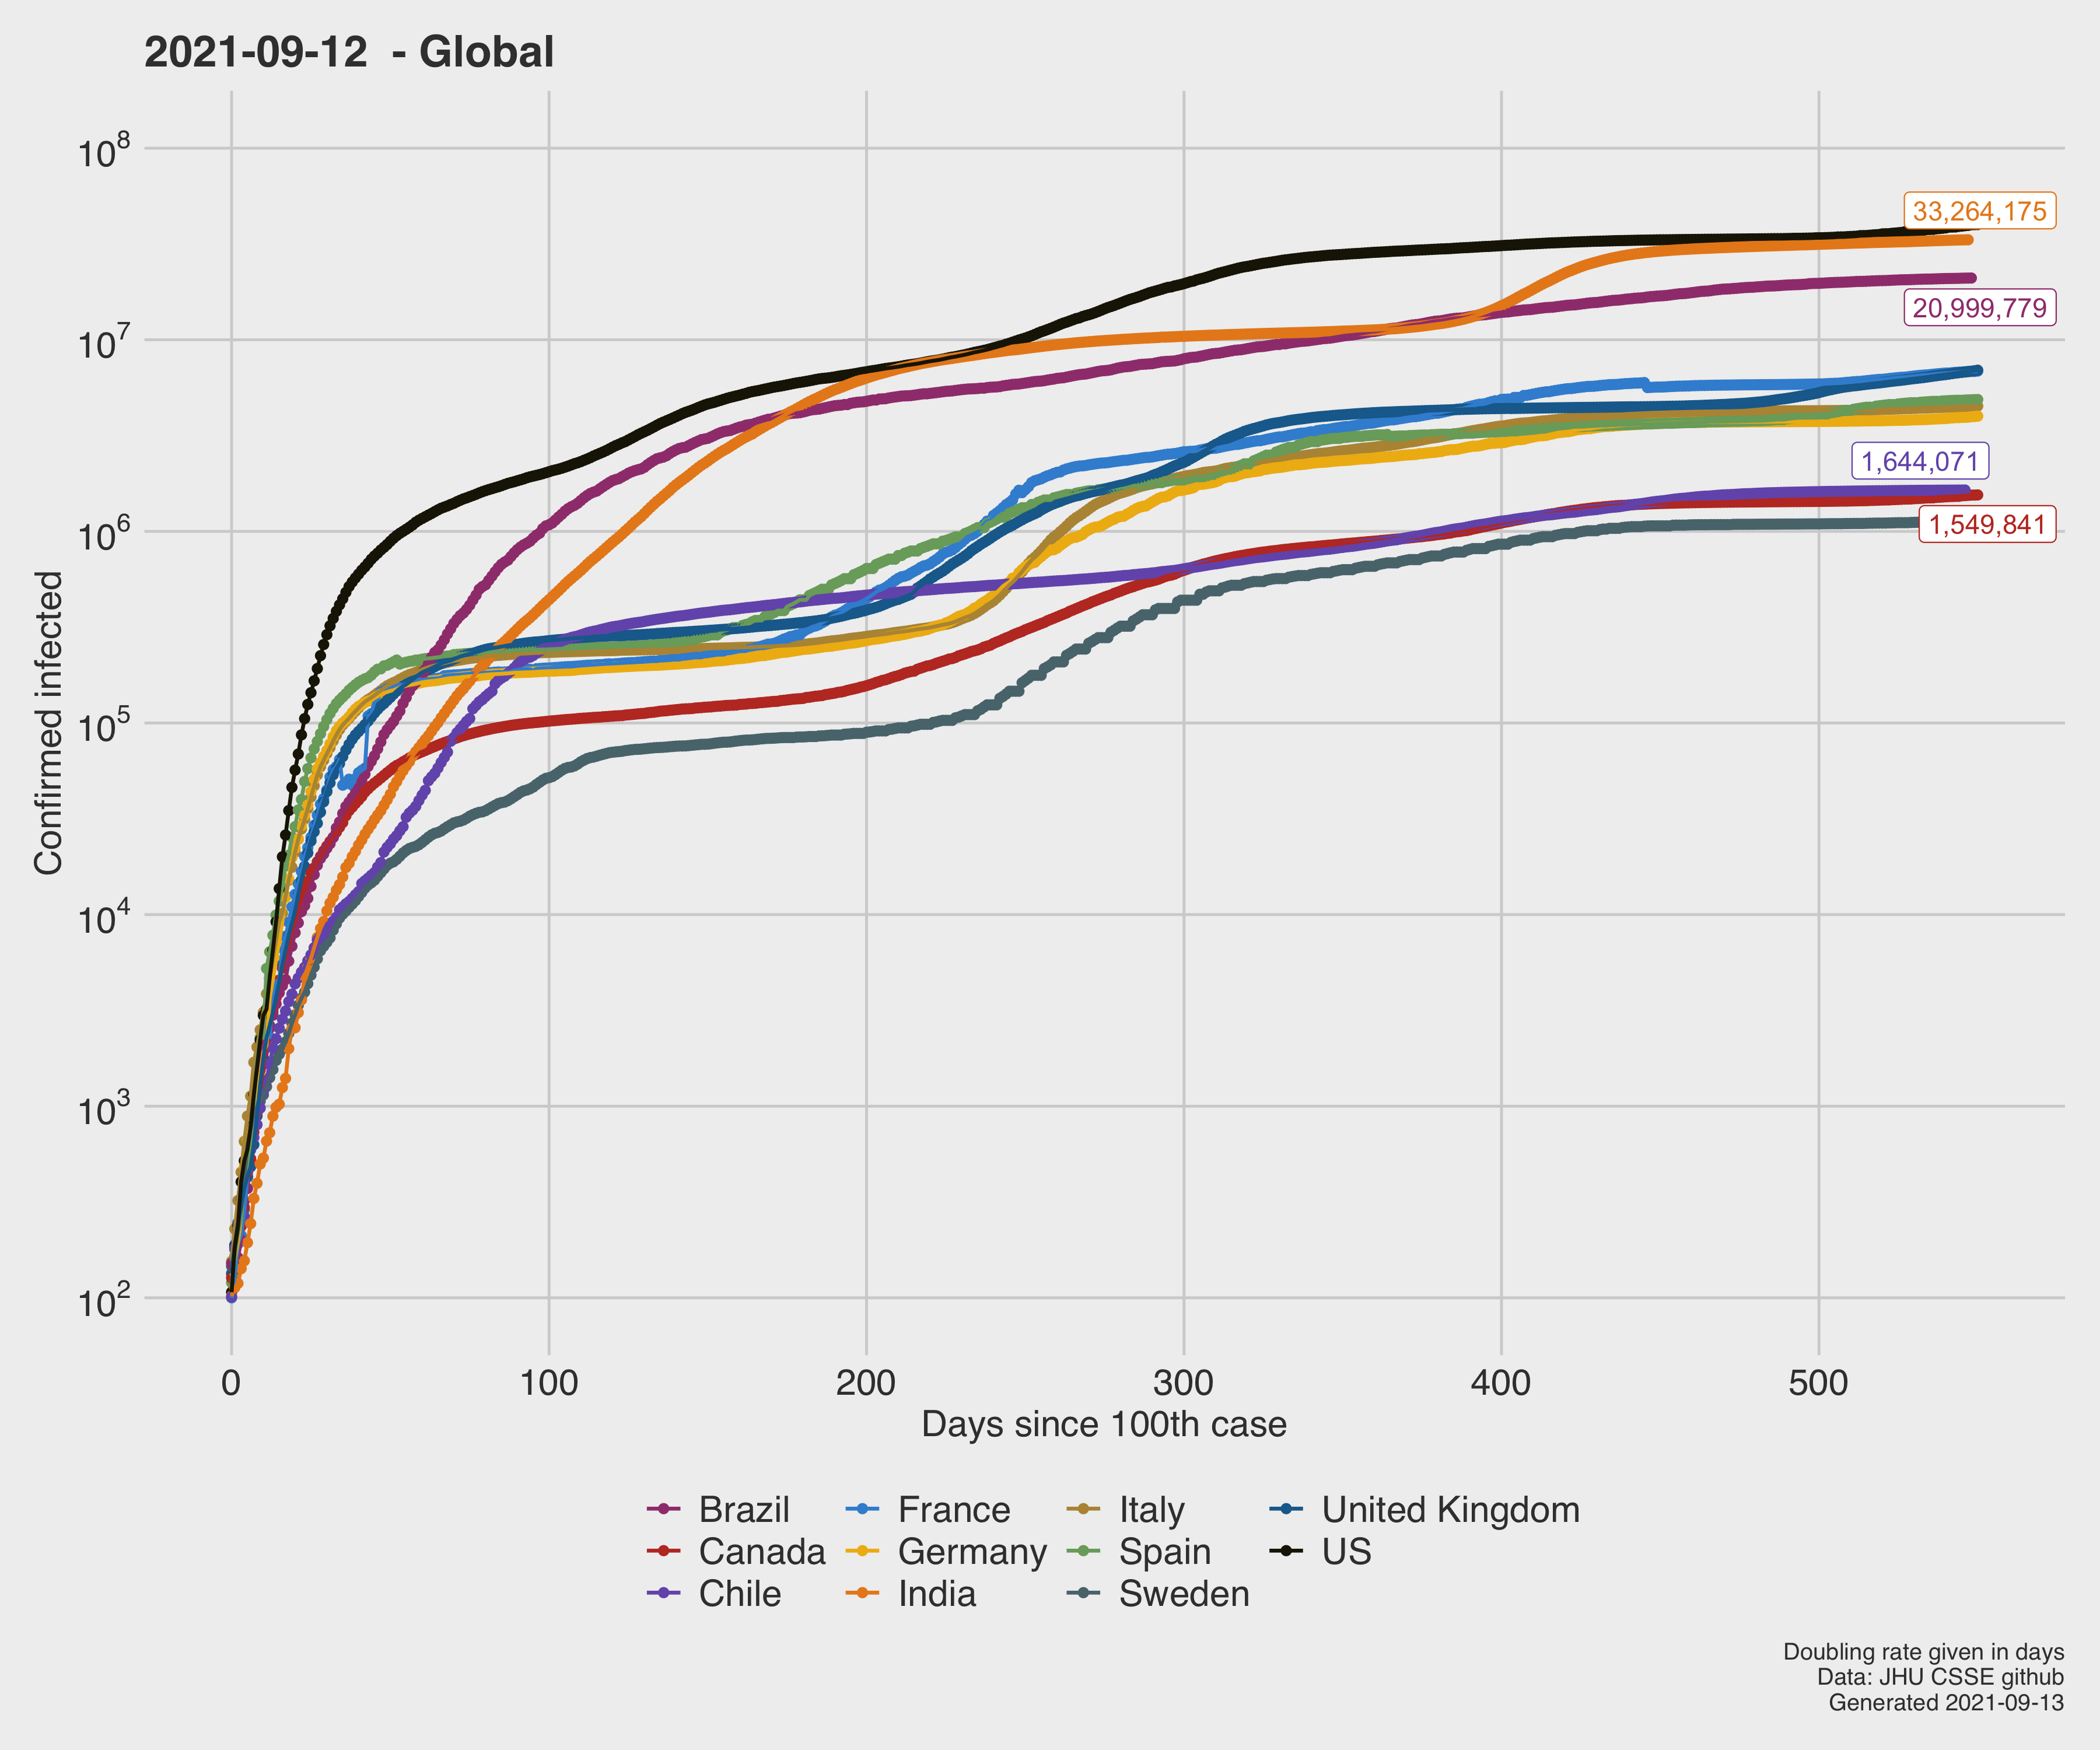 2021-09-12 - Global
10^8
10^7
10^6
10^5
10^4
10^3
10^2
Confirmed infected
33,264,175
20,999,779
1,644,071
1,549,841
0 100 200 300 400 500
Days since 100th case
Brazil France Italy United Kingdom
Canada Germany Spain US
Chile India Sweden
Doubling rate given in days
Data: JHU CSSE github
Generated 2021-09-13